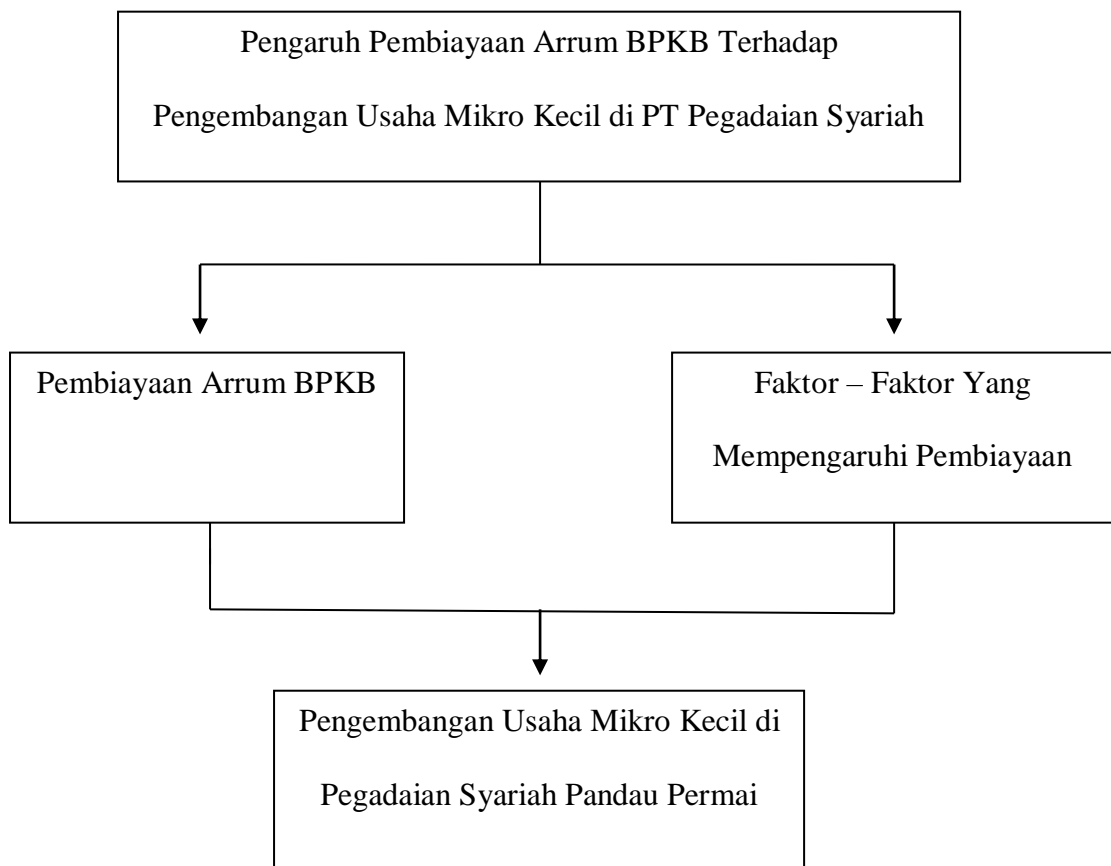 Pengaruh Pembiayaan Arrum BPKB Terhadap
Pengembangan Usaha Mikro Kecil di PT Pegadaian Syariah
Pembiayaan Arrum BPKB
Faktor – Faktor Yang
Mempengaruhi Pembiayaan
Pengembangan Usaha Mikro Kecil di
Pegadaian Syariah Pandau Permai